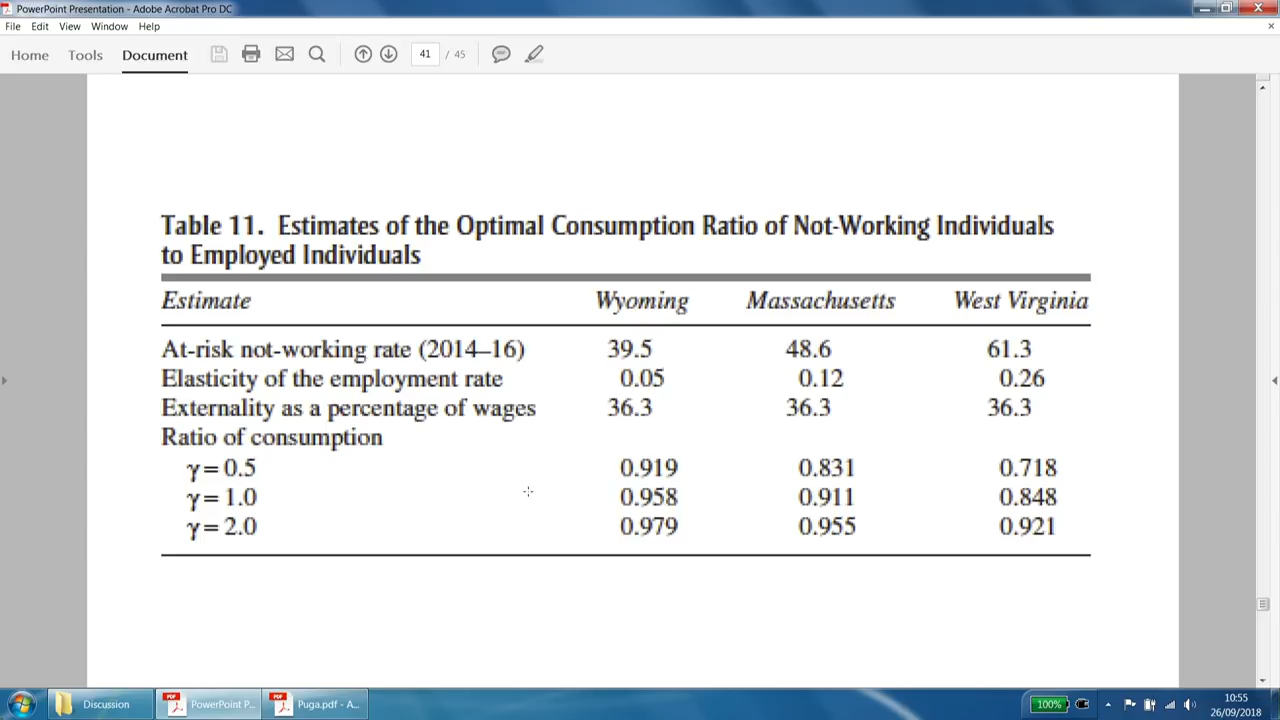 PowerPoint Presentation - Adobe Acrobat Pro DC
File Edit View Window Help
Home Tools Document 41 / 45
Table 11. Estimates of the Optimal Consumption Ratio of Not-Working Individuals
to Employed Individuals
Estimate Wyoming Massachusetts West Virginia
At-risk not-working rate (2014–16) 39.5 48.6 61.3
Elasticity of the employment rate 0.05 0.12 0.26
Externality as a percentage of wages 36.3 36.3 36.3
Ratio of consumption
γ = 0.5 0.919 0.831 0.718
γ = 1.0 0.958 0.911 0.848
γ = 2.0 0.979 0.955 0.921
Discussion PowerPoint P... Puga.pdf - A... 100% 10:55
26/09/2018